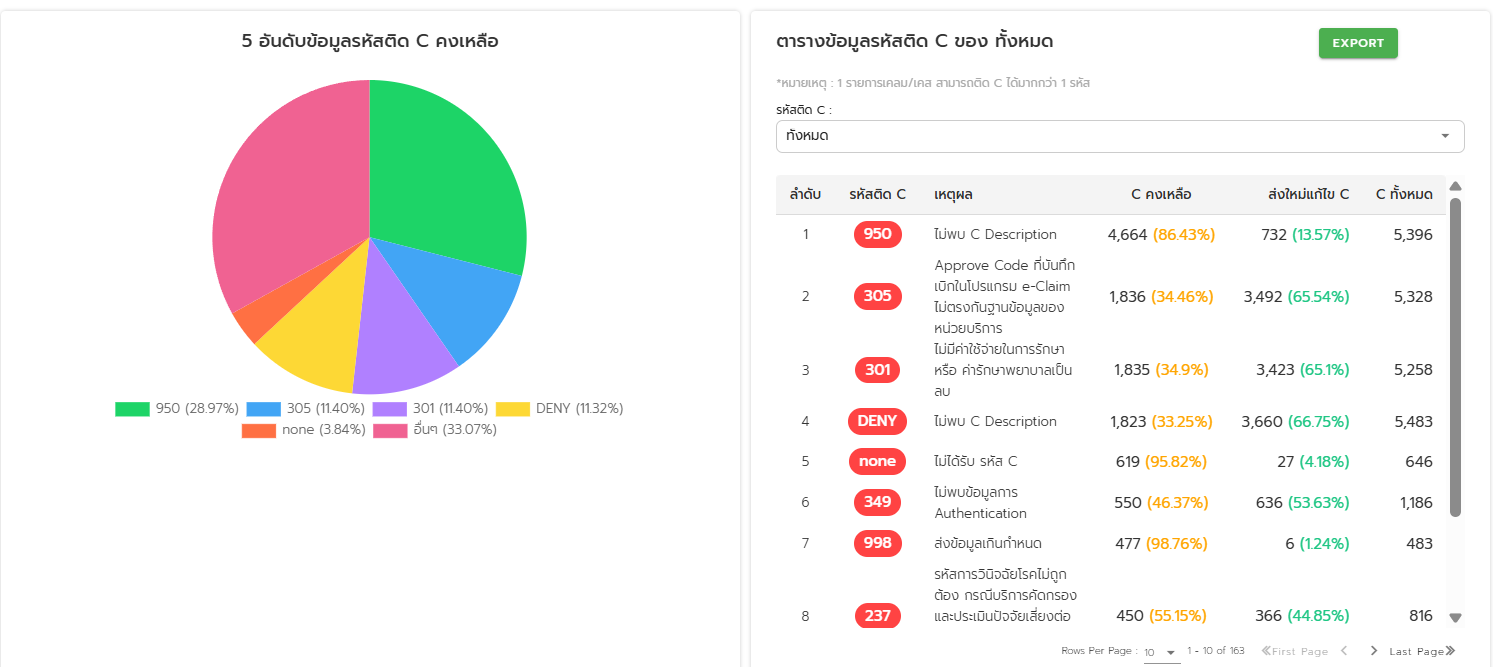 5 อันดับข้อมูลรหัสติด C คงเหลือ
950 (28.97%) 305 (11.40%) 301 (11.40%) DENY (11.32%)
none (3.84%) อื่นๆ (33.07%)
ตารางข้อมูลรหัสติด C ของ ทั้งหมด
EXPORT
*หมายเหตุ : 1 รายการเคลม/เคส สามารถติด C ได้มากกว่า 1 รหัส
รหัสติด C :
ทั้งหมด
ลำดับ รหัสติด C เหตุผล C คงเหลือ ส่งใหม่แก้ไข C C ทั้งหมด
1 950 ไม่พบ C Description 4,664 (86.43%) 732 (13.57%) 5,396
Approve Code ที่บันทึก
เบิกในโปรแกรม e-Claim
2 305 1,836 (34.46%) 3,492 (65.54%) 5,328
ไม่ตรงกันฐานข้อมูลของ
หน่วยบริการ
ไม่มีค่าใช้จ่ายในการรักษา
3 301 หรือ ค่ารักษาพยาบาลเป็น 1,835 (34.9%) 3,423 (65.1%) 5,258
ลบ
4 DENY ไม่พบ C Description 1,823 (33.25%) 3,660 (66.75%) 5,483
5 none ไม่ได้รับ รหัส C 619 (95.82%) 27 (4.18%) 646
ไม่พบข้อมูลการ
6 349 550 (46.37%) 636 (53.63%) 1,186
Authentication
7 998 ส่งข้อมูลเกินกำหนด 477 (98.76%) 6 (1.24%) 483
รหัสการวินิจฉัยโรคไม่ถูก
ต้อง กรณีบริการคัดกรอง
8 237 และประเมินปัจจัยเสี่ยงต่อ 450 (55.15%) 366 (44.85%) 816
Rows Per Page : 10 1 - 10 of 163 First Page Last Page